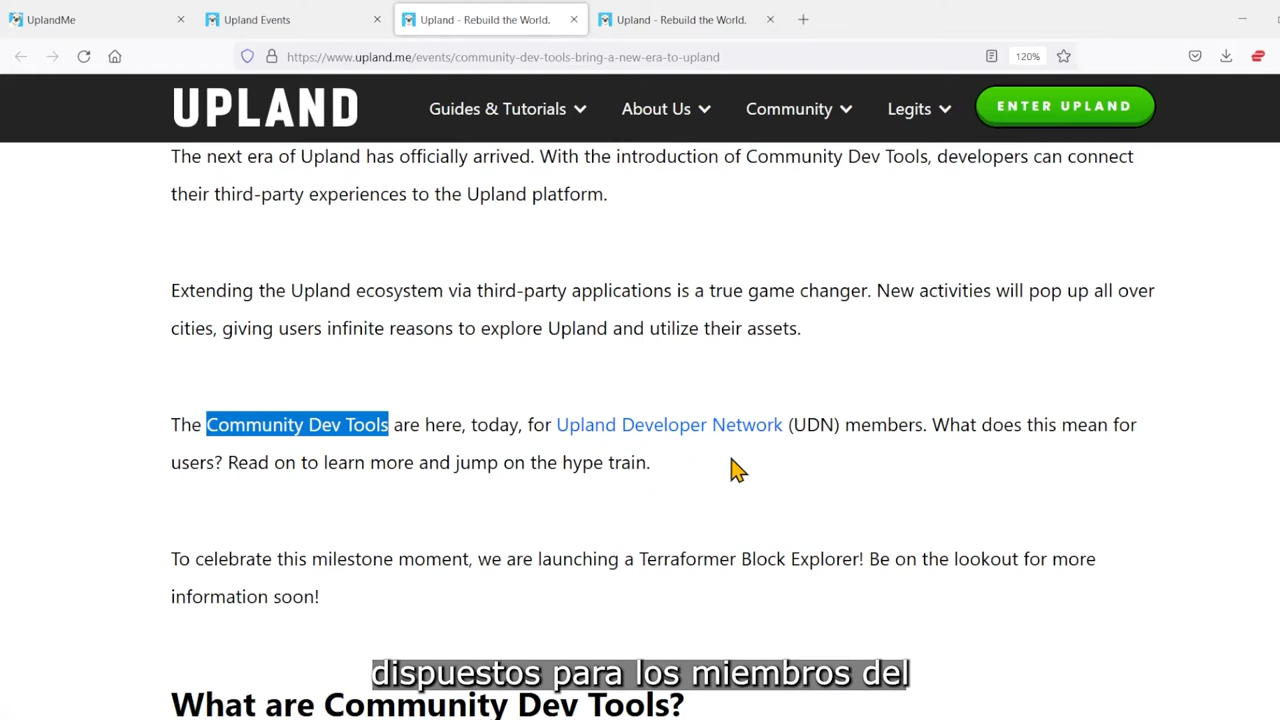 UplandMe
Upland Events
Upland - Rebuild the World.
Upland - Rebuild the World.
https://www.upland.me/events/community-dev-tools-bring-a-new-era-to-upland
120%
UPLAND
Guides & Tutorials
About Us
Community
Legits
ENTER UPLAND
The next era of Upland has officially arrived. With the introduction of Community Dev Tools, developers can connect
their third-party experiences to the Upland platform.
Extending the Upland ecosystem via third-party applications is a true game changer. New activities will pop up all over
cities, giving users infinite reasons to explore Upland and utilize their assets.
The Community Dev Tools are here, today, for Upland Developer Network (UDN) members. What does this mean for
users? Read on to learn more and jump on the hype train.
To celebrate this milestone moment, we are launching a Terraformer Block Explorer! Be on the lookout for more
information soon!
dispuestos para los miembros del
What are Community Dev Tools?